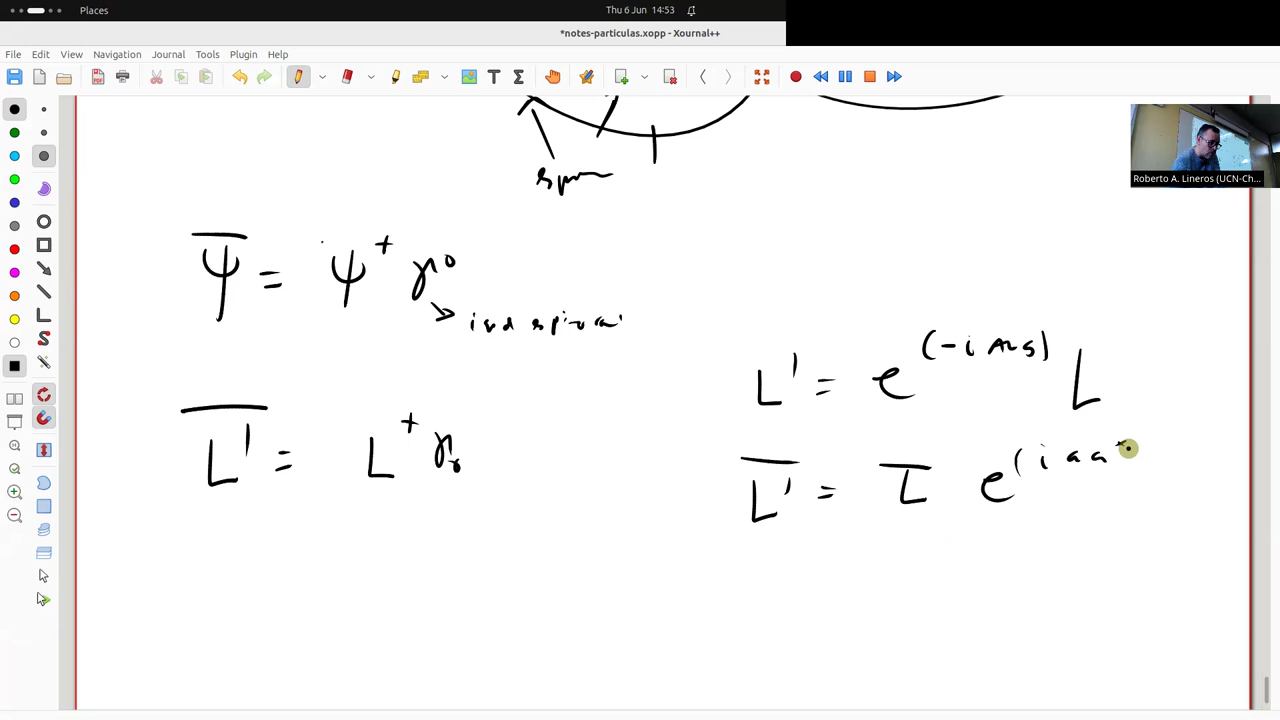 Places
Thu 6 Jun 14:53
*notes-particulas.xopp - Xournal++
File Edit View Navigation Journal Tools Plugin Help
Roberto A. Lineros (UCN-Ch...
spin
ψ̅ = ψ⁺ γ⁰
L' = e^(-i
L
L̅' = L⁺ γ₀
L̅' = L̅ e^(i